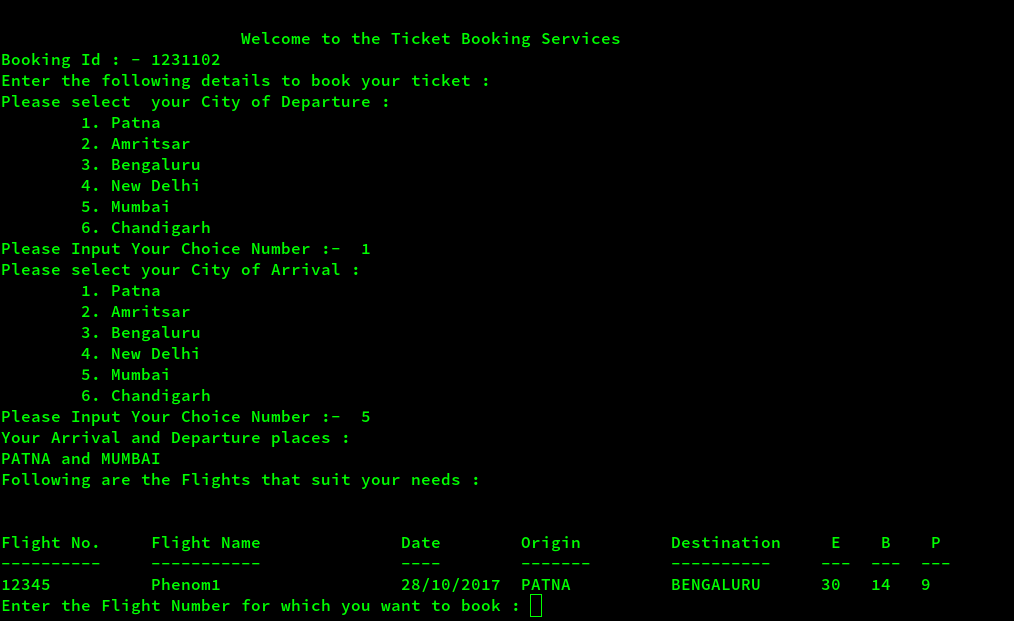 Welcome to the Ticket Booking Services
Booking Id : - 1231102
Enter the following details to book your ticket :
Please select  your City of Departure :
1. Patna
2. Amritsar
3. Bengaluru
4. New Delhi
5. Mumbai
6. Chandigarh
Please Input Your Choice Number :-  1
Please select your City of Arrival :
1. Patna
2. Amritsar
3. Bengaluru
4. New Delhi
5. Mumbai
6. Chandigarh
Please Input Your Choice Number :-  5
Your Arrival and Departure places :
PATNA and MUMBAI
Following are the Flights that suit your needs :
Flight No.     Flight Name              Date        Origin         Destination     E    B    P
----------     -----------              ----        -------        ----------     ---  ---  ---
12345          Phenom1                  28/10/2017  PATNA          BENGALURU      30   14   9
Enter the Flight Number for which you want to book :